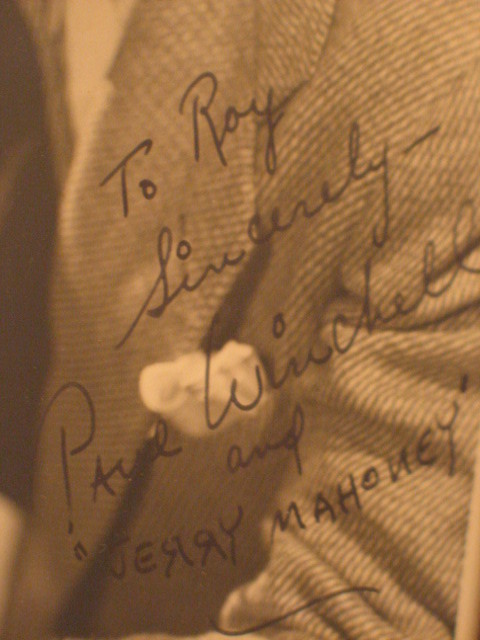 To Roy
Sincerely -
Paul Winchell
and
"JERRY MAHONEY"